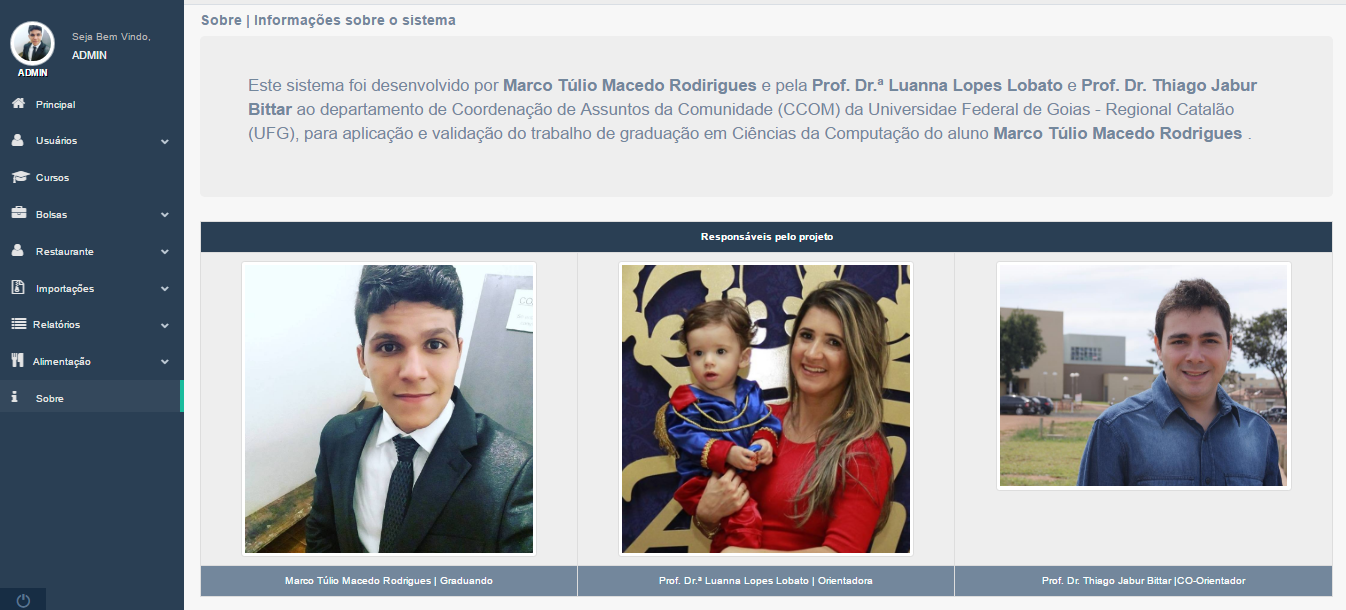 Seja Bem Vindo,
ADMIN
ADMIN
Principal
Usuários
Cursos
Bolsas
Restaurante
Importações
Relatórios
Alimentação
Sobre
Sobre | Informações sobre o sistema
Este sistema foi desenvolvido por Marco Túlio Macedo Rodirigues e pela Prof. Dr.ª Luanna Lopes Lobato e Prof. Dr. Thiago Jabur
Bittar ao departamento de Coordenação de Assuntos da Comunidade (CCOM) da Universidae Federal de Goias - Regional Catalão
(UFG), para aplicação e validação do trabalho de graduação em Ciências da Computação do aluno Marco Túlio Macedo Rodrigues .
Responsáveis pelo projeto
Marco Túlio Macedo Rodrigues | Graduando
Prof. Dr.ª Luanna Lopes Lobato | Orientadora
Prof. Dr. Thiago Jabur Bittar |CO-Orientador